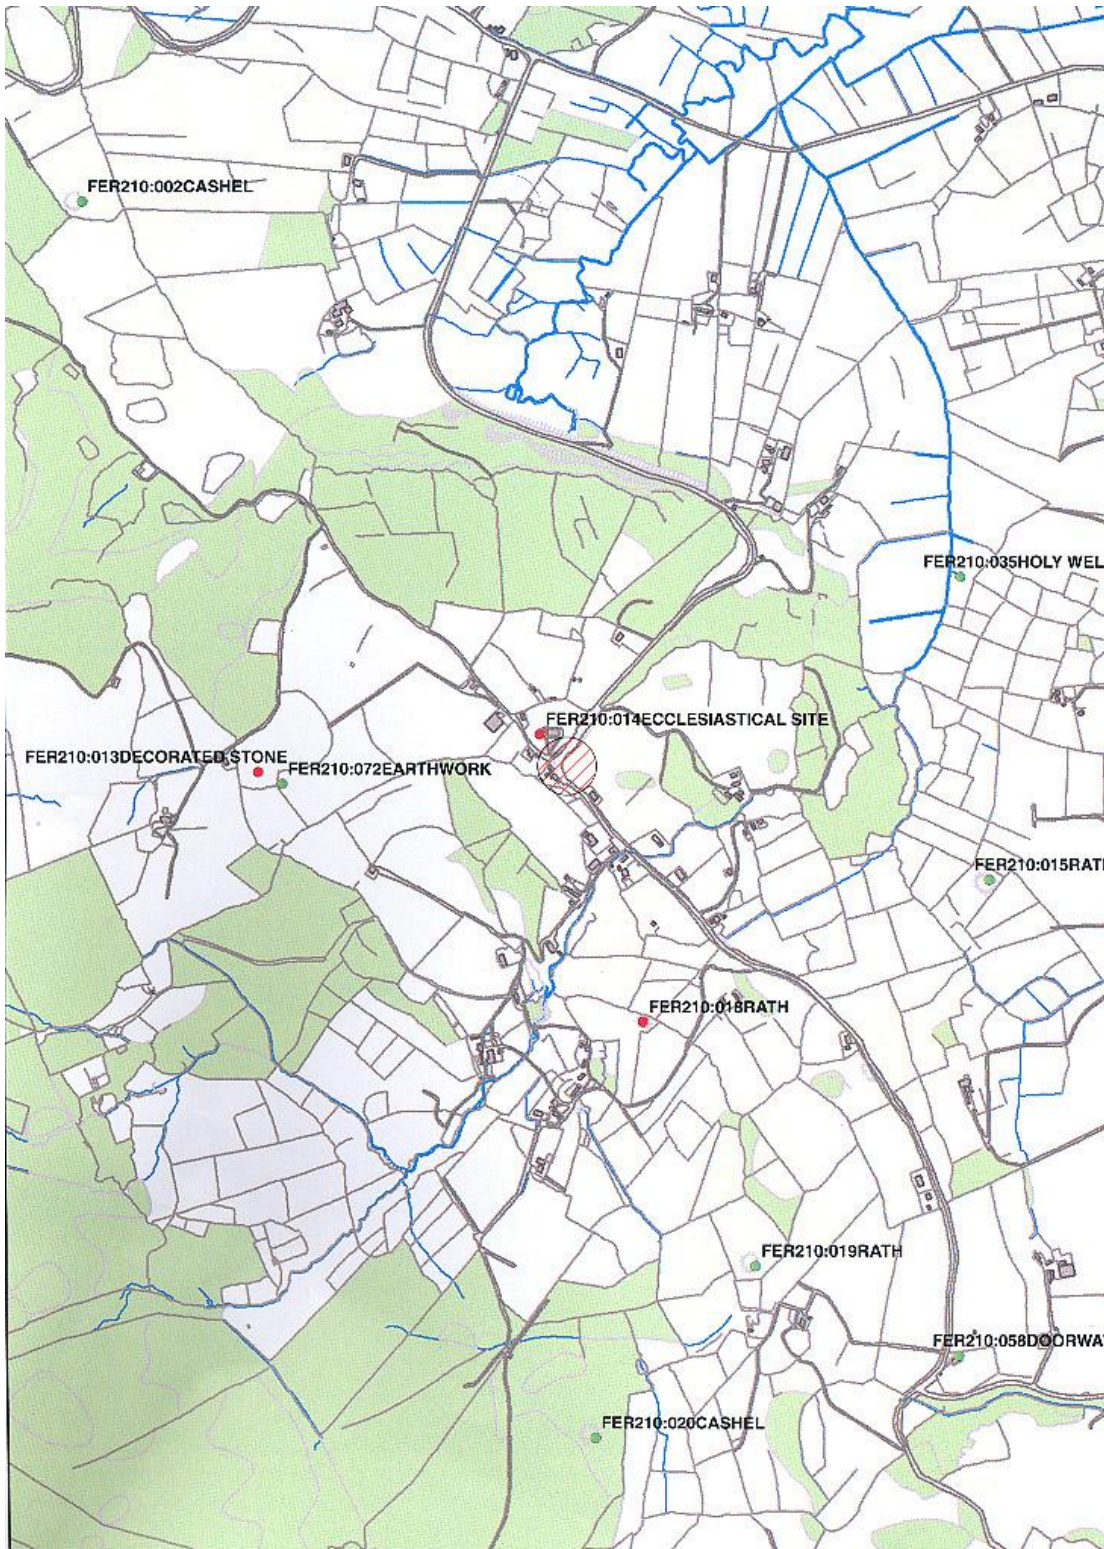 FER210:002CASHEL
FER210:035HOLY WEL
FER210:014ECCLESIASTICAL SITE
FER210:013DECORATED STONE
FER210:072EARTHWORK
FER210:015RATH
FER210:018RATH
FER210:019RATH
FER210:058DOORWA
FER210:020CASHEL